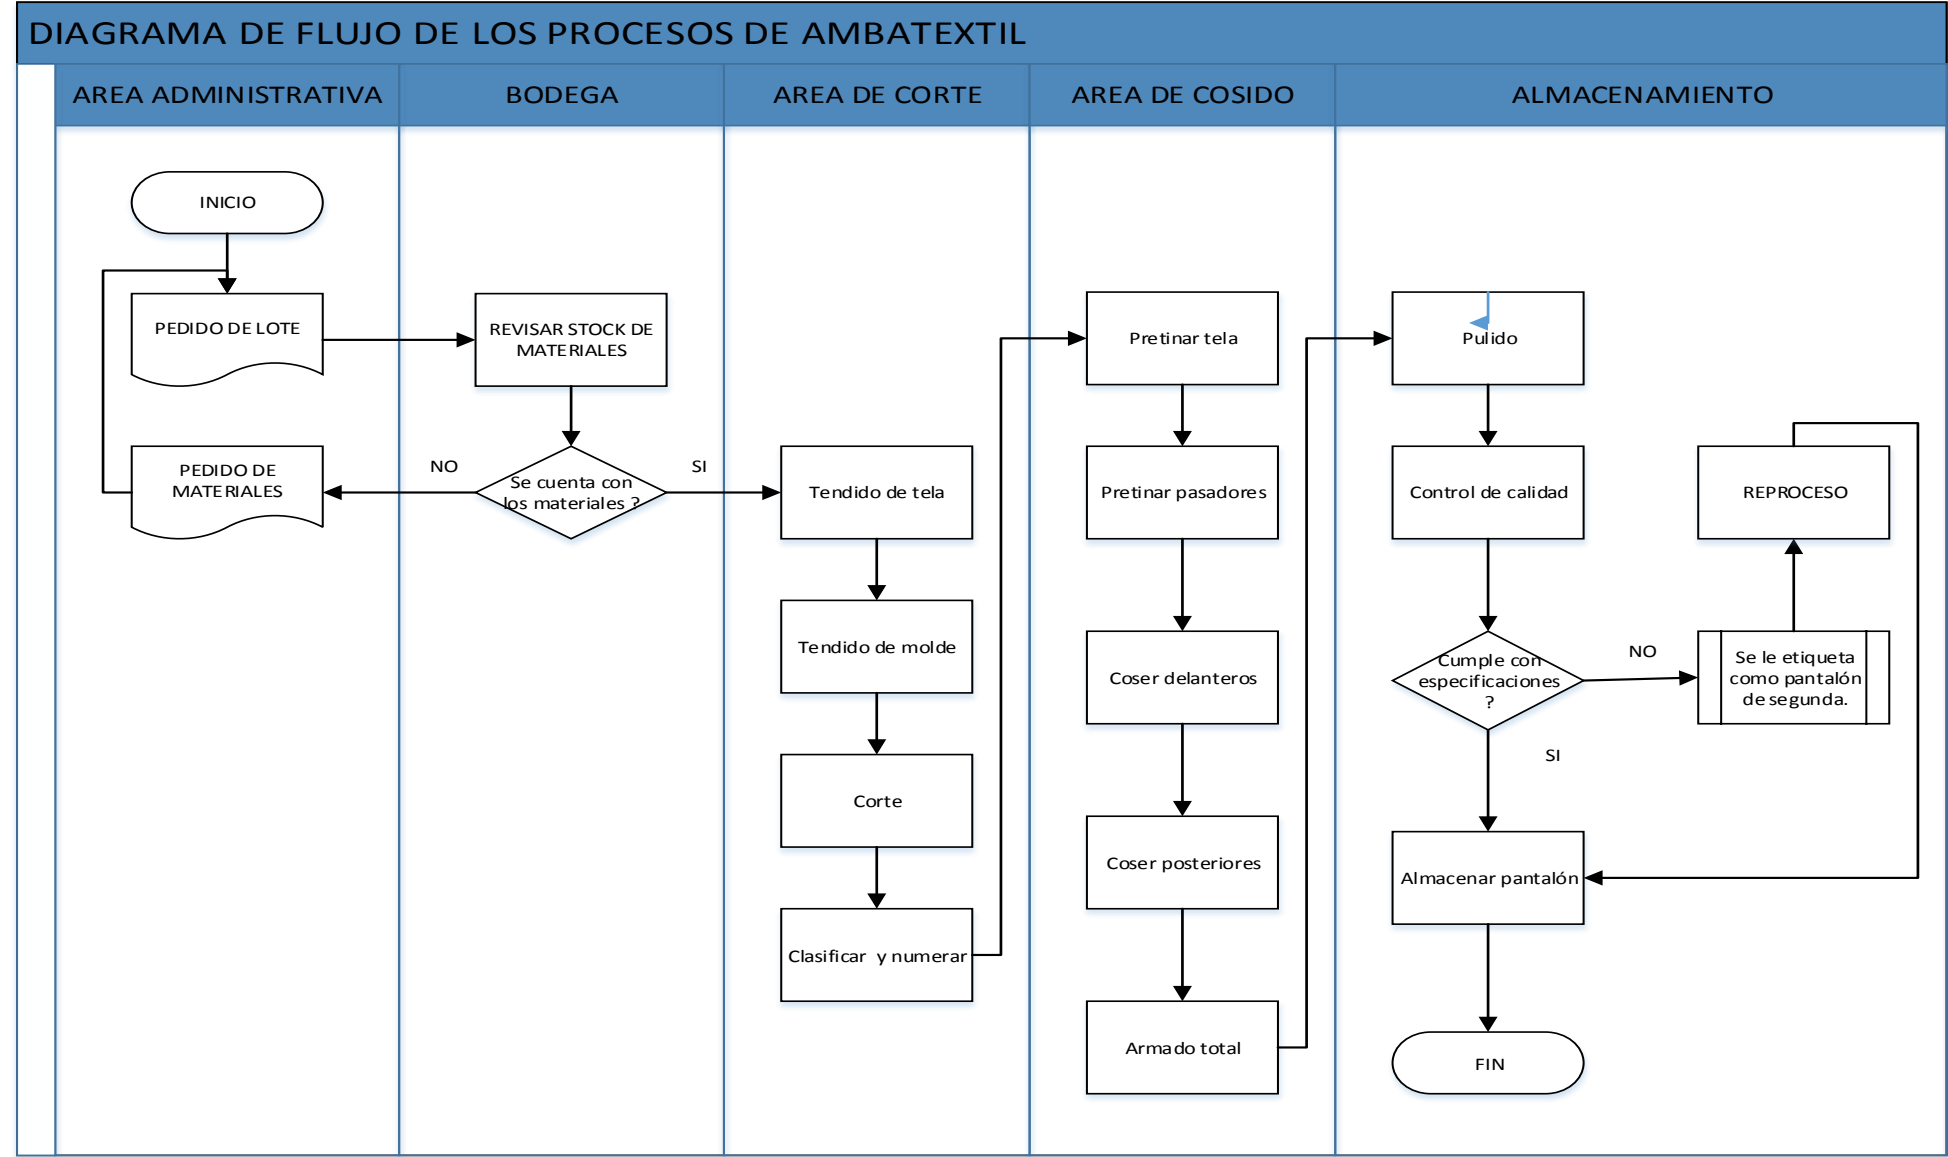 DIAGRAMA DE FLUJO DE LOS PROCESOS DE AMBATEXTIL
AREA ADMINISTRATIVA
BODEGA
AREA DE CORTE
AREA DE COSIDO
ALMACENAMIENTO
INICIO
PEDIDO DE LOTE
PEDIDO DE
MATERIALES
REVISAR STOCK DE
MATERIALES
NO
Se cuenta con
los materiales ?
SI
Tendido de tela
Tendido de molde
Corte
Clasificar y numerar
Pretinar tela
Pretinar pasadores
Coser delanteros
Coser posteriores
Armado total
Pulido
Control de calidad
Cumple con
especificaciones
?
NO
Se le etiqueta
como pantalón
de segunda.
REPROCESO
SI
Almacenar pantalón
FIN